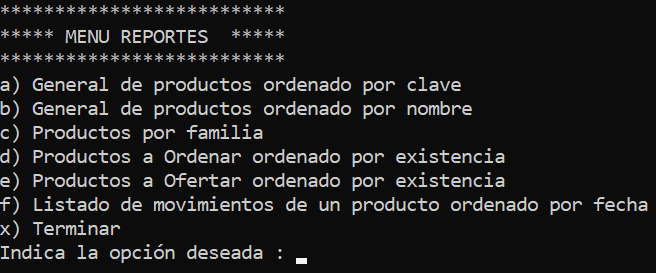 **************************
***** MENU REPORTES  *****
**************************
a) General de productos ordenado por clave
b) General de productos ordenado por nombre
c) Productos por familia
d) Productos a Ordenar ordenado por existencia
e) Productos a Ofertar ordenado por existencia
f) Listado de movimientos de un producto ordenado por fecha
x) Terminar
Indica la opción deseada :